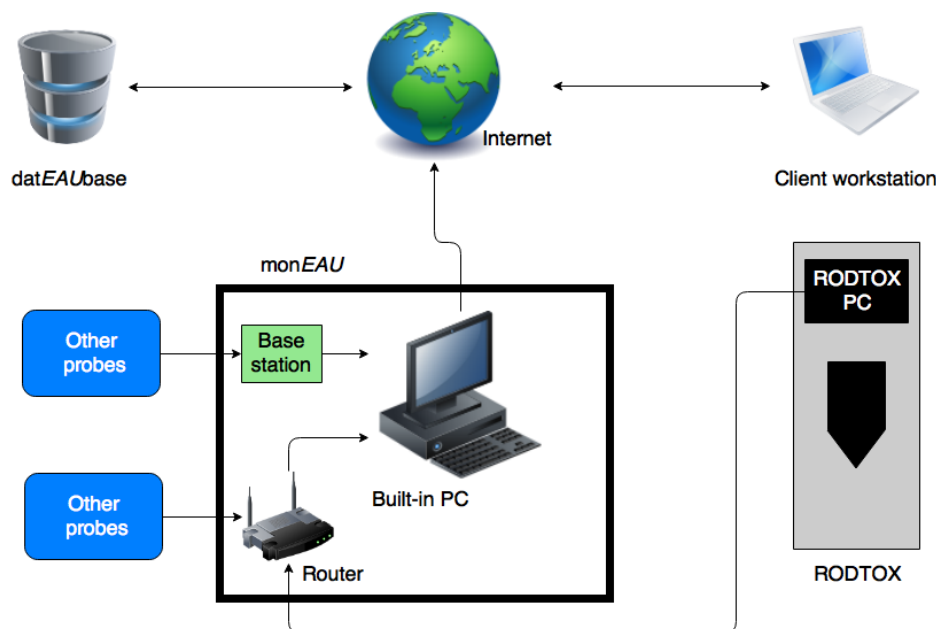 Internet
datEAUbase
Client workstation
monEAU
RODTOX
PC
Other
probes
Base
station
Built-in PC
Other
probes
Router
RODTOX